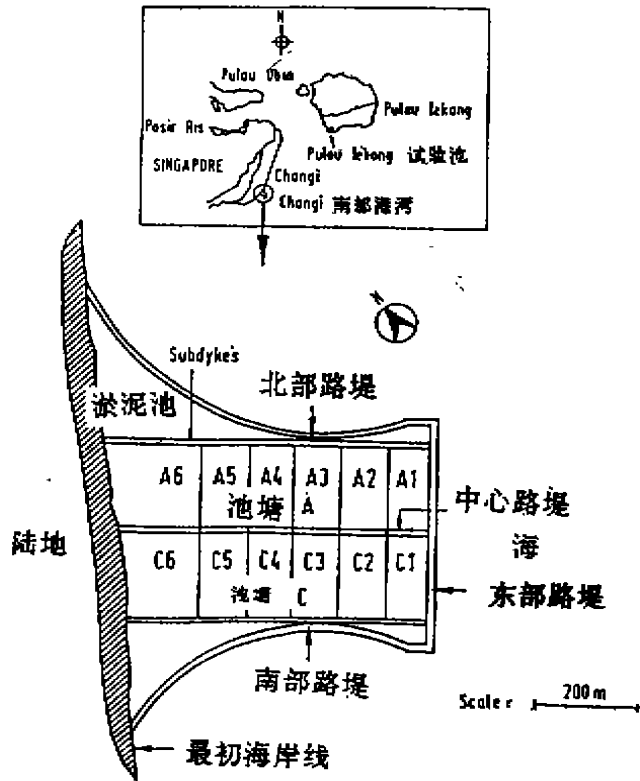 N
Pulau Ubin
Pulau Tekong
Pasir Ris
Pulau Tekong 试验池
SINGAPORE
Changi
Changi 南部海湾
N
Subdykes
北部路堤
淤泥池
A6 A5 A4 A3 A2 A1
池塘 A
中心路堤
陆地
海
C6 C5 C4 C3 C2 C1
池塘 C
东部路堤
南部路堤
Scale
200m
最初海岸线